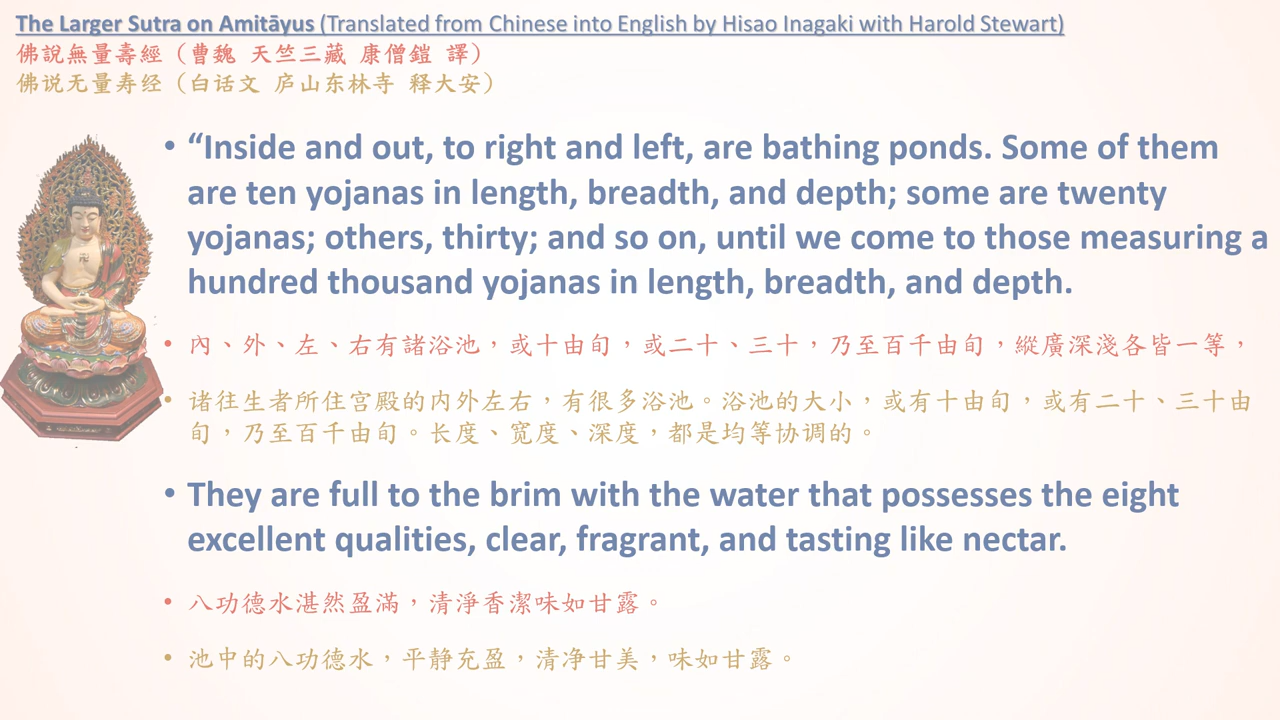 The Larger Sutra on Amitāyus (Translated from Chinese into English by Hisao Inagaki with Harold Stewart)
佛說無量壽經（曹魏 天竺三藏 康僧鎧 譯）
佛说无量寿经（白话文 庐山东林寺 释大安）
• “Inside and out, to right and left, are bathing ponds. Some of them
are ten yojanas in length, breadth, and depth; some are twenty
yojanas; others, thirty; and so on, until we come to those measuring a
hundred thousand yojanas in length, breadth, and depth.
• 內、外、左、右有諸浴池，或十由旬，或二十、三十，乃至百千由旬，縱廣深淺各皆一等，
• 诸往生者所住宫殿的内外左右，有很多浴池。浴池的大小，或有十由旬，或有二十、三十由
旬，乃至百千由旬。长度、宽度、深度，都是均等协调的。
• They are full to the brim with the water that possesses the eight
excellent qualities, clear, fragrant, and tasting like nectar.
• 八功德水湛然盈滿，清淨香潔味如甘露。
• 池中的八功德水，平静充盈，清净甘美，味如甘露。